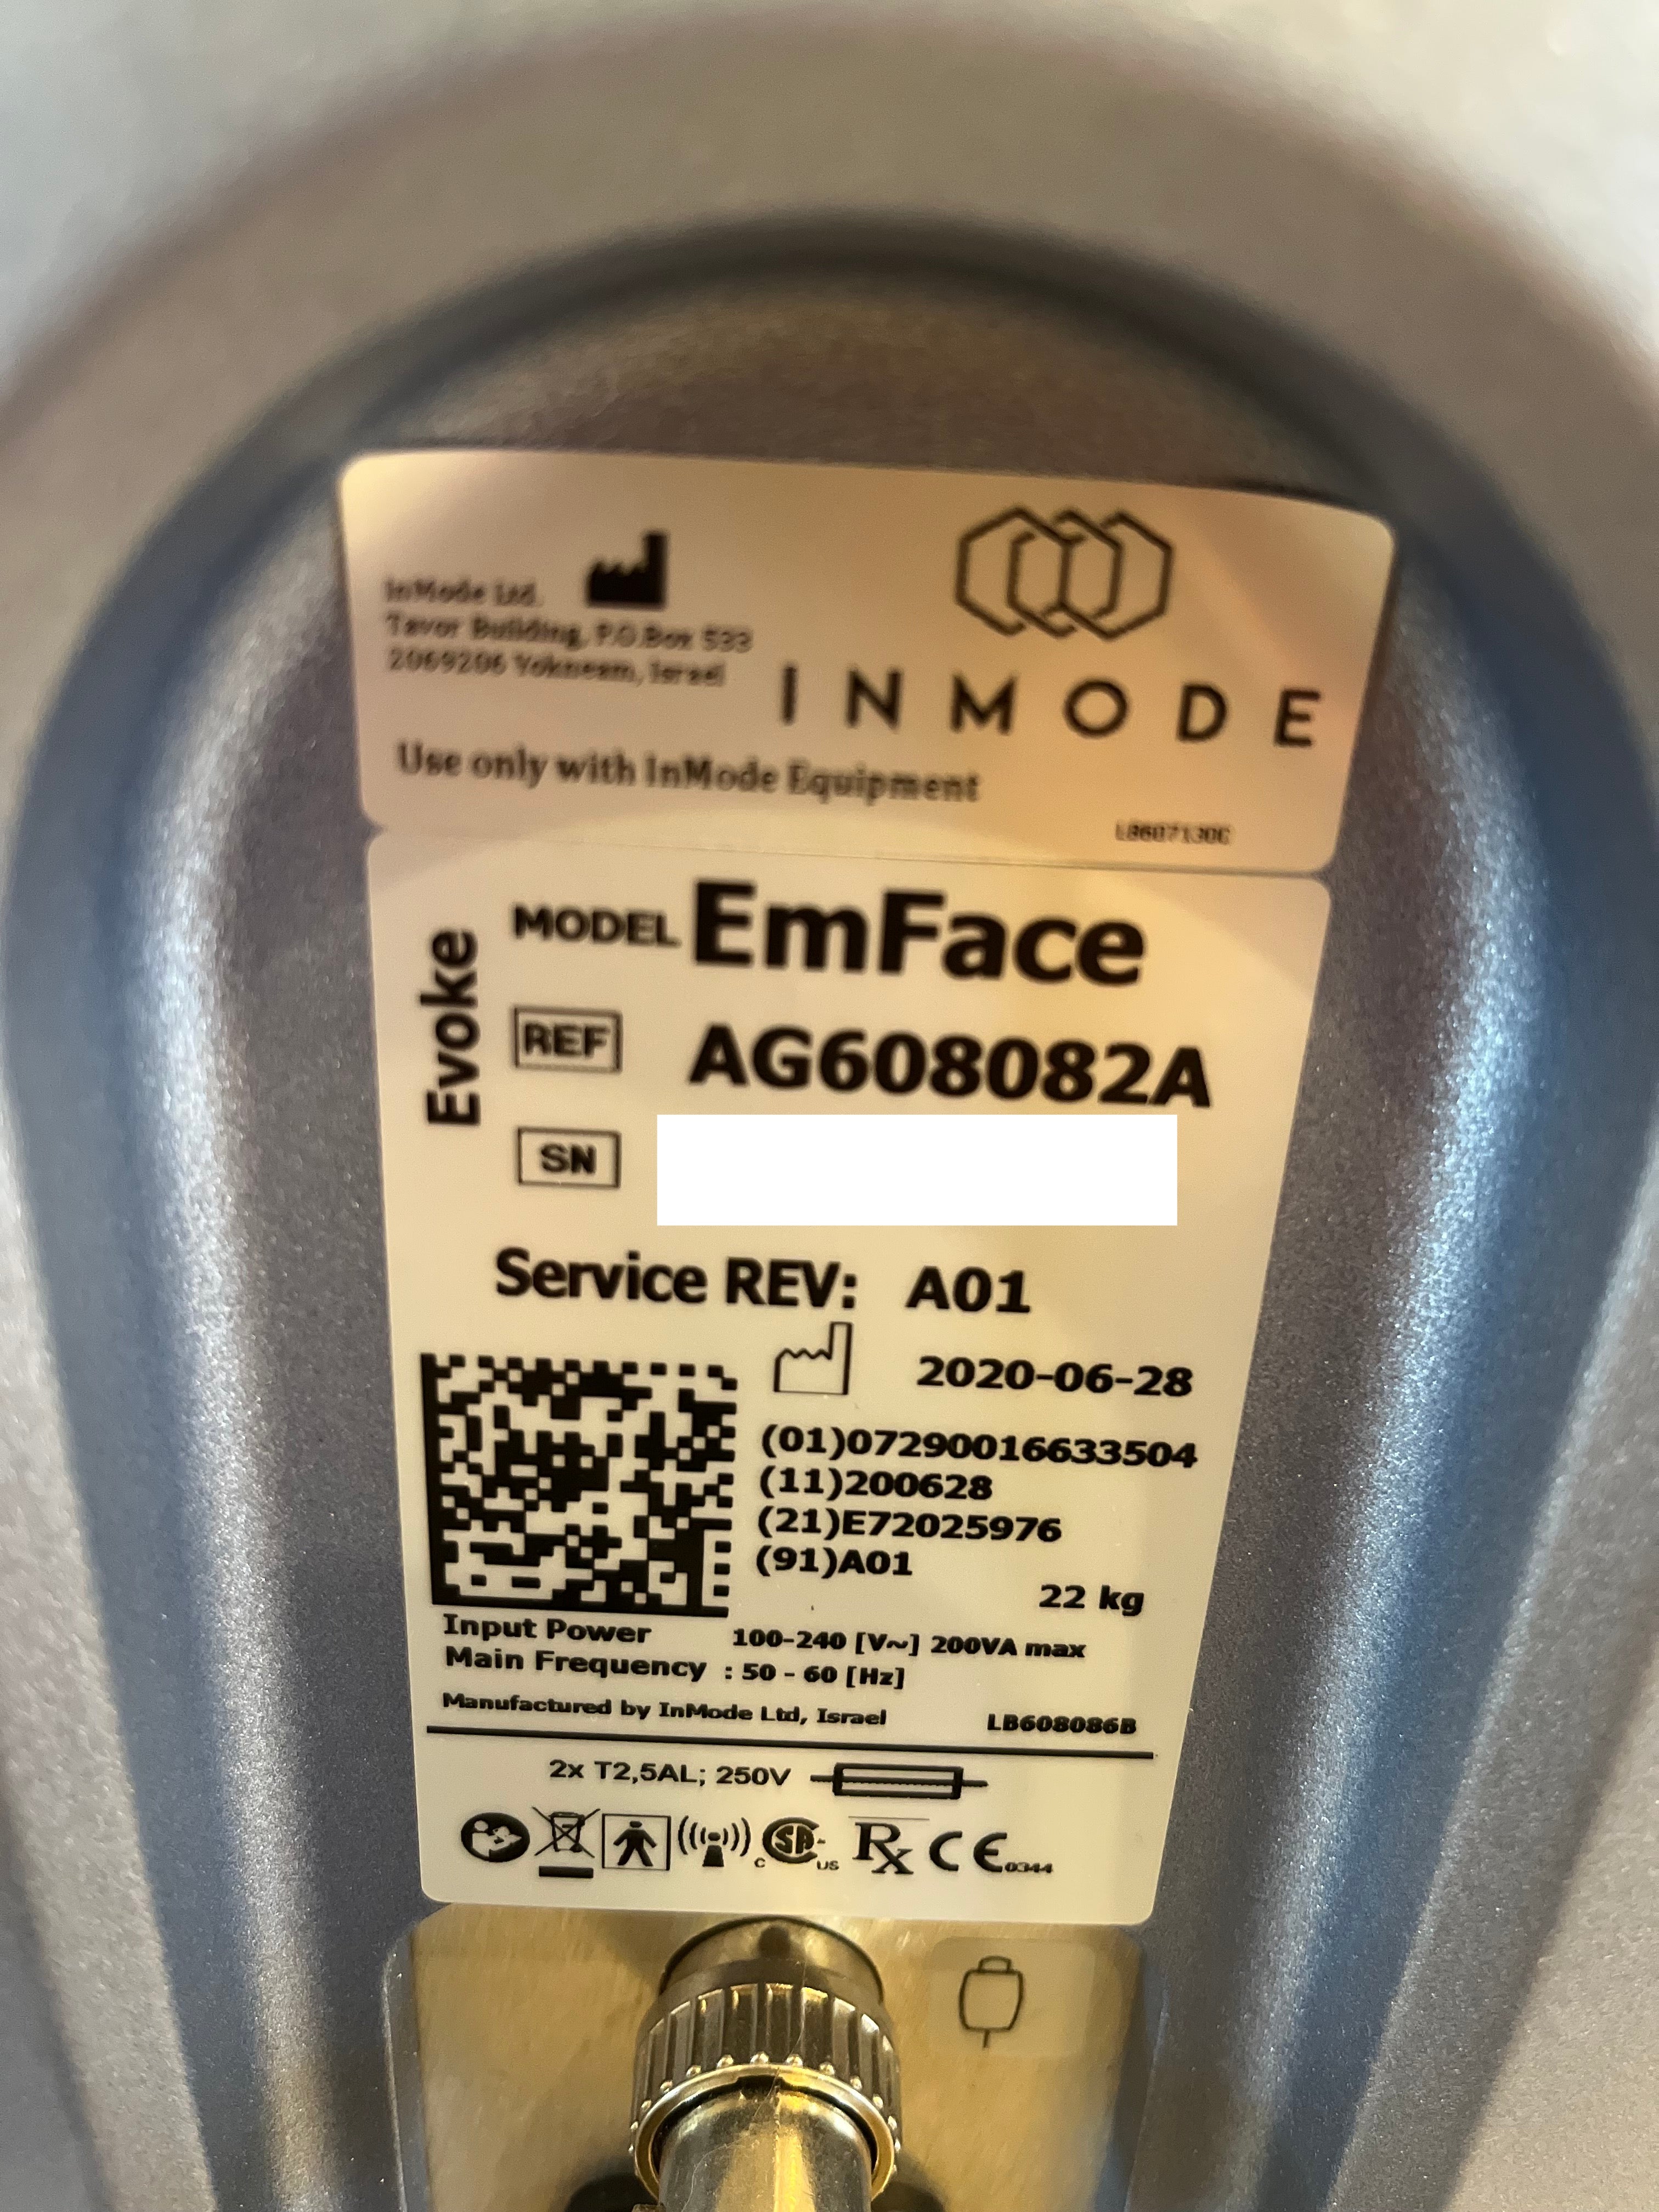 InMode Ltd.
Tavor Building, P.O.Box 533
2069206 Yokneam, Israel
INMODE
Use only with InMode Equipment
LB607130C
Evoke
MODEL EmFace
REF AG608082A
SN
Service REV: A01
2020-06-28
(01)07290016633504
(11)200628
(21)E72025976
(91)A01
22 kg
Input Power 100-240 [V~] 200VA max
Main Frequency : 50 - 60 [Hz]
Manufactured by InMode Ltd, Israel LB608086B
2x T2,5AL; 250V
c SA US Rx CE 0344